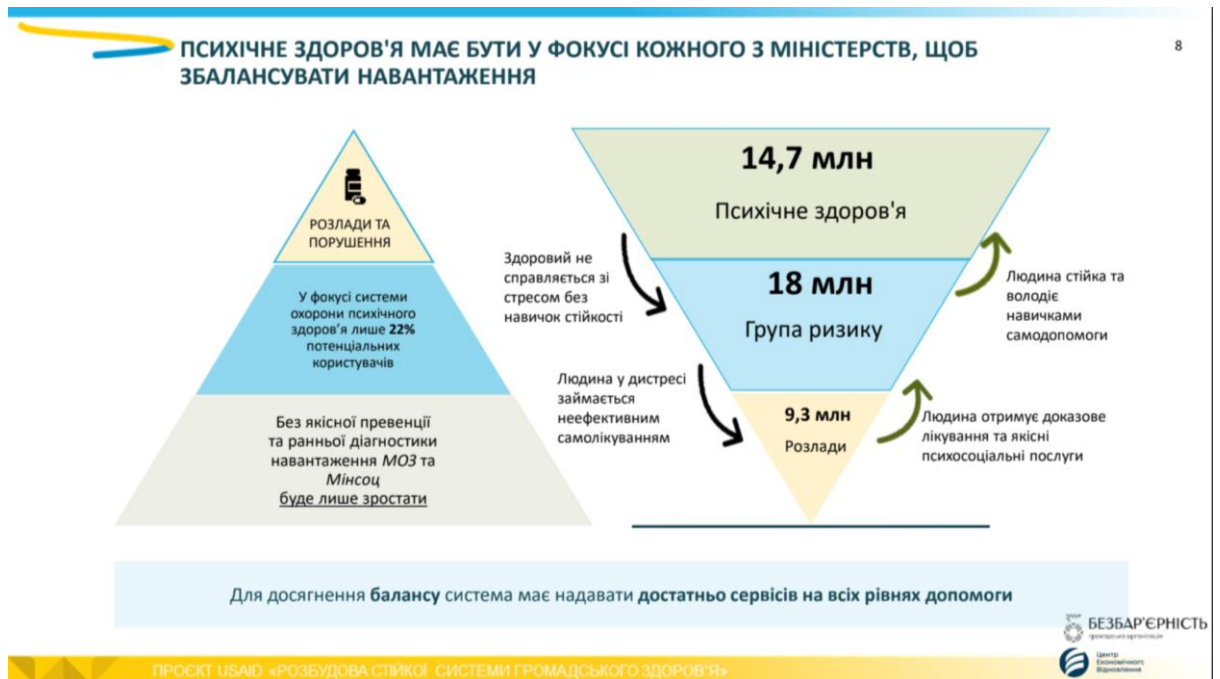 ПСИХІЧНЕ ЗДОРОВ'Я МАЄ БУТИ У ФОКУСІ КОЖНОГО З МІНІСТЕРСТВ, ЩОБ
ЗБАЛАНСУВАТИ НАВАНТАЖЕННЯ
8
РОЗЛАДИ ТА
ПОРУШЕННЯ
У фокусі системи
охорони психічного
здоров'я лише 22%
потенціальних
користувачів
Без якісної превенції
та ранньої діагностики
навантаження МОЗ та
Мінсоц
буде лише зростати
14,7 млн
Психічне здоров'я
18 млн
Група ризику
9,3 млн
Розлади
Здоровий не
справляється зі
стресом без
навичок стійкості
Людина у дистресі
займається
неефективним
самолікуванням
Людина стійка та
володіє
навичками
самодопомоги
Людина отримує доказове
лікування та якісні
психосоціальні послуги
Для досягнення балансу система має надавати достатньо сервісів на всіх рівнях допомоги
БЕЗБАР'ЄРНІСТЬ
громадська організація
Центр
Економічного
Відновлення
ПРОЄКТ USAID «РОЗБУДОВА СТІЙКОЇ СИСТЕМИ ГРОМАДСЬКОГО ЗДОРОВ'Я»